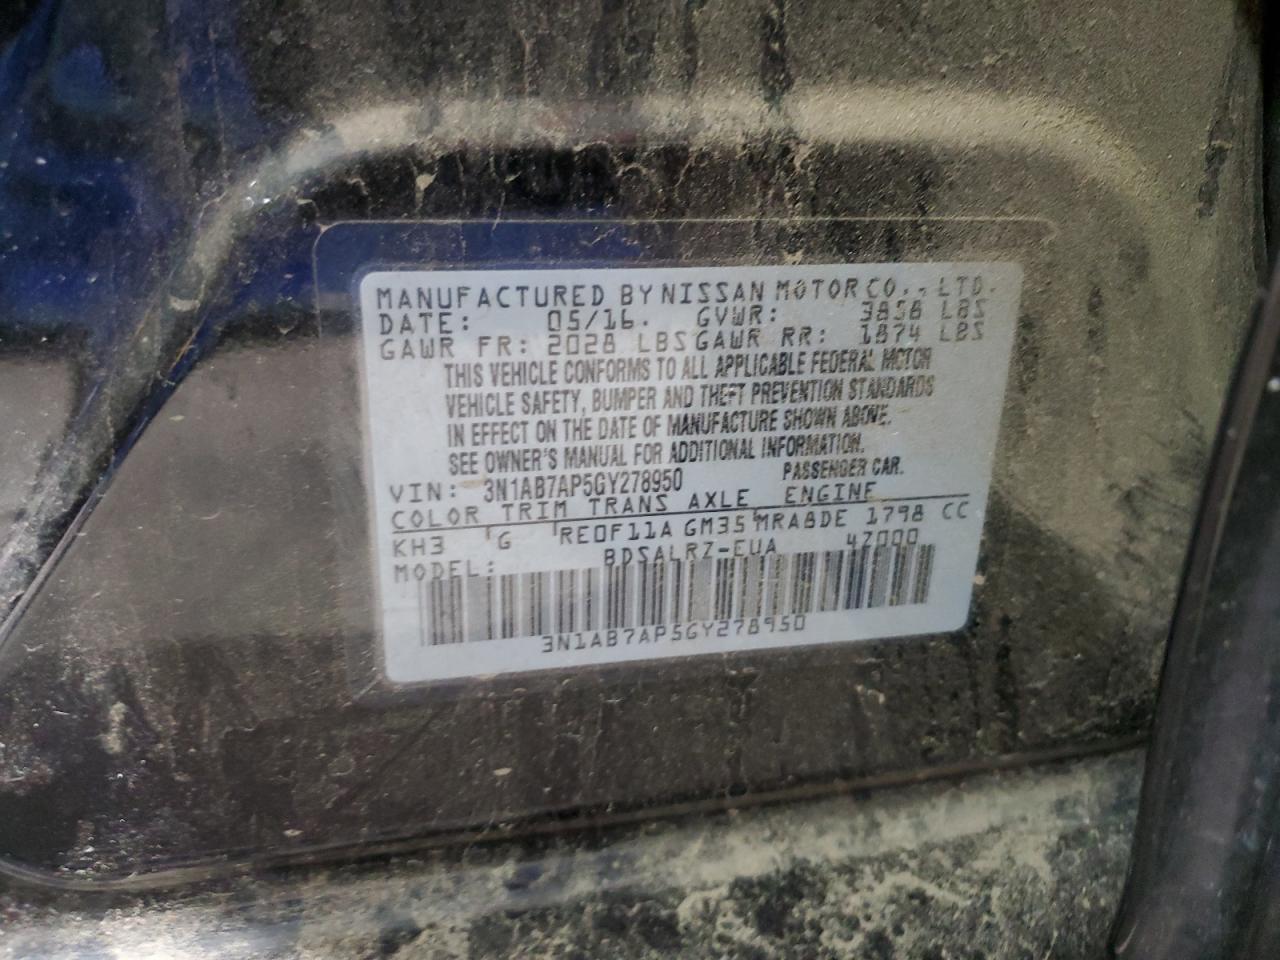 MANUFACTURED BY NISSAN MOTOR CO., LTD.
DATE: 05/16. GVWR: 3858 LBS
GAWR FR: 2028 LBS GAWR RR: 1874 LBS
THIS VEHICLE CONFORMS TO ALL APPLICABLE FEDERAL MOTOR
VEHICLE SAFETY, BUMPER AND THEFT PREVENTION STANDARDS
IN EFFECT ON THE DATE OF MANUFACTURE SHOWN ABOVE.
SEE OWNER'S MANUAL FOR ADDITIONAL INFORMATION.
VIN: 3N1AB7AP5GY278950 PASSENGER CAR.
COLOR TRIM TRANS AXLE ENGINE
KH3 G RE0F11A GM35 MRA8DE 1798 CC
MODEL: BDSALRZ-EUA 47000
3N1AB7AP5GY278950